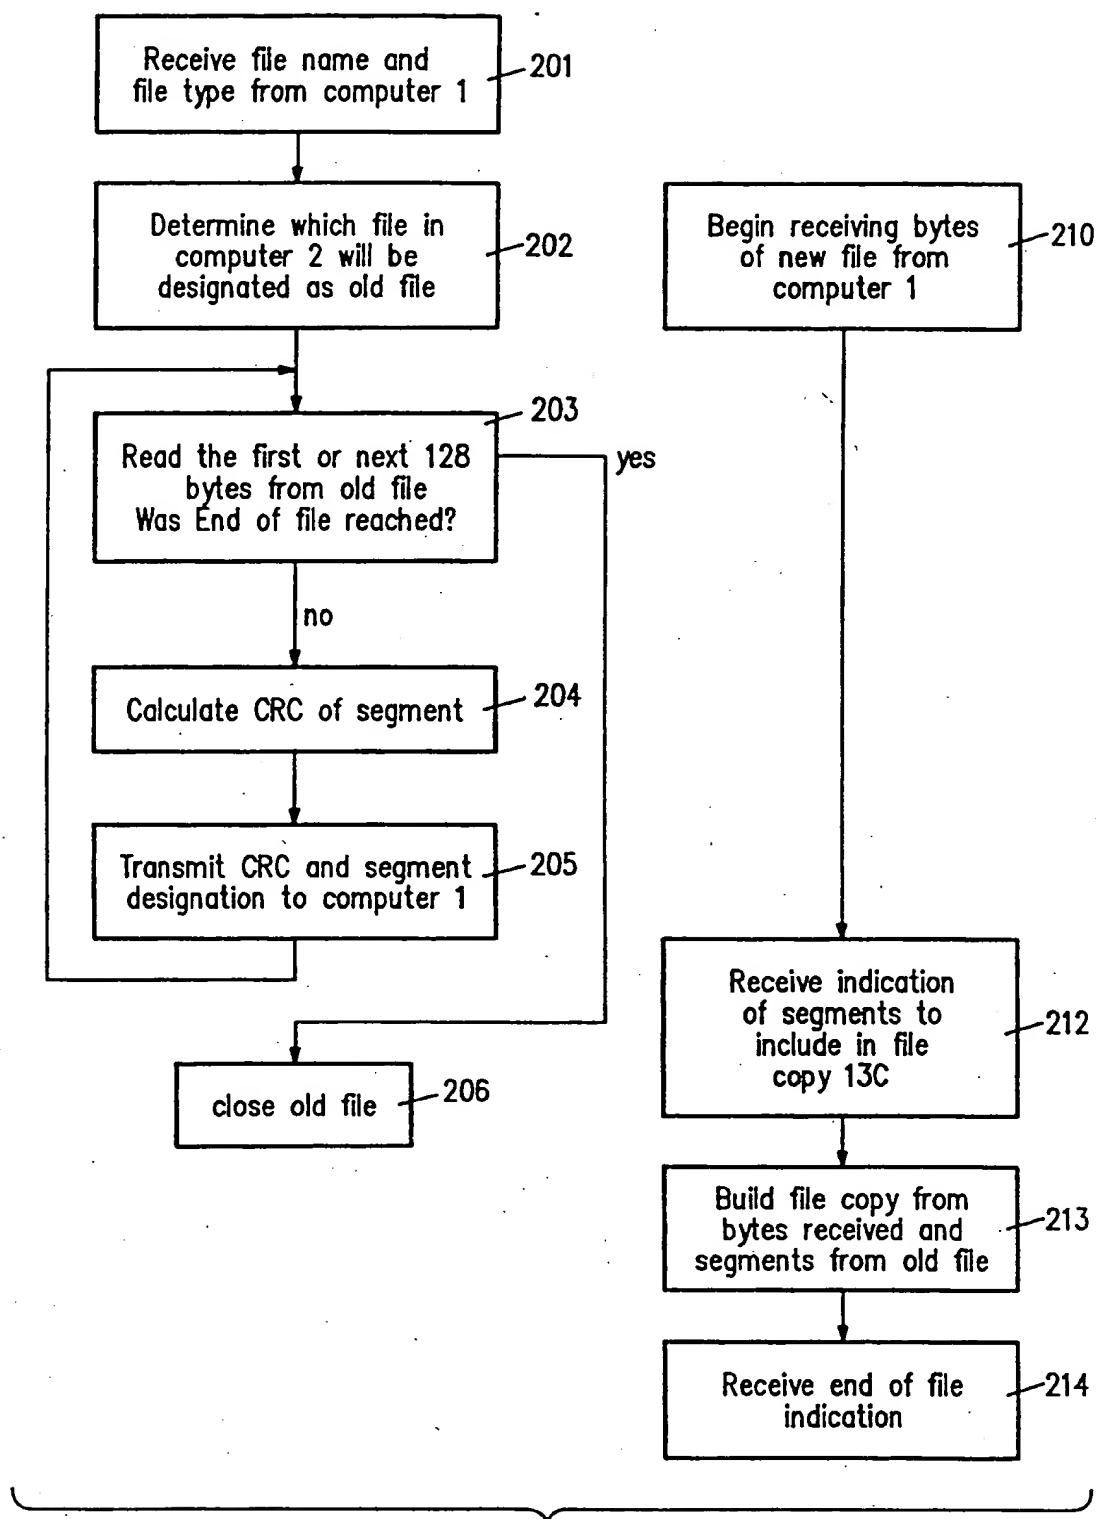 Receive file name and
file type from computer 1
201
Determine which file in
computer 2 will be
designated as old file
202
Read the first or next 128
bytes from old file
Was End of file reached?
203
yes
no
Calculate CRC of segment
204
Transmit CRC and segment
designation to computer 1
205
close old file
206
Begin receiving bytes
of new file from
computer 1
210
Receive indication
of segments to
include in file
copy 13C
212
Build file copy from
bytes received and
segments from old file
213
Receive end of file
indication
214